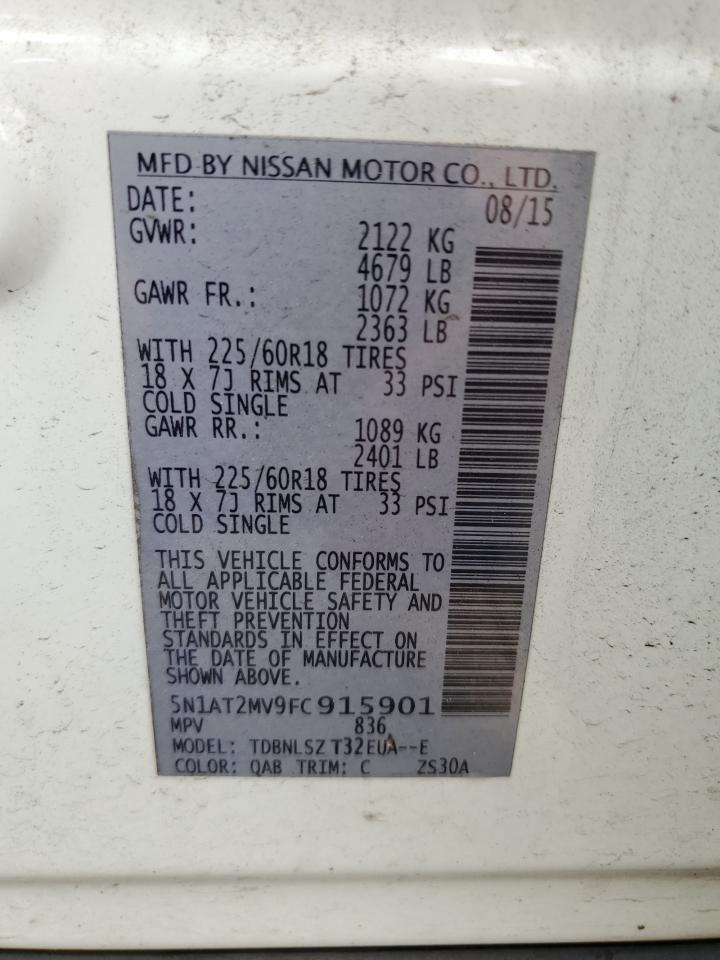 MFD BY NISSAN MOTOR CO., LTD.
DATE: 08/15
GVWR: 2122 KG
4679 LB
GAWR FR.: 1072 KG
2363 LB
WITH 225/60R18 TIRES
18 X 7J RIMS AT 33 PSI
COLD SINGLE
GAWR RR.: 1089 KG
2401 LB
WITH 225/60R18 TIRES
18 X 7J RIMS AT 33 PSI
COLD SINGLE
THIS VEHICLE CONFORMS TO
ALL APPLICABLE FEDERAL
MOTOR VEHICLE SAFETY AND
THEFT PREVENTION
STANDARDS IN EFFECT ON
THE DATE OF MANUFACTURE
SHOWN ABOVE.
5N1AT2MV9FC915901
MPV 836
MODEL: TDBNLSZ T32EUA--E
COLOR: QAB TRIM: C ZS30A